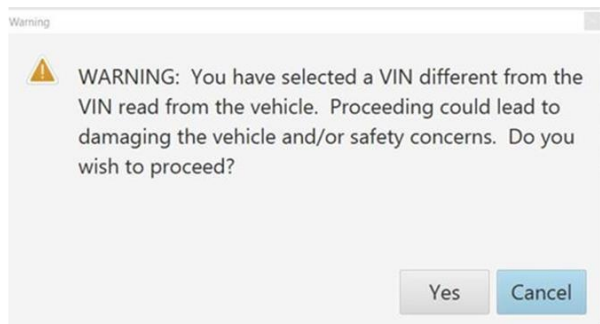 Warning
WARNING:  You have selected a VIN different from the
VIN read from the vehicle.  Proceeding could lead to
damaging the vehicle and/or safety concerns.  Do you
wish to proceed?
Yes
Cancel